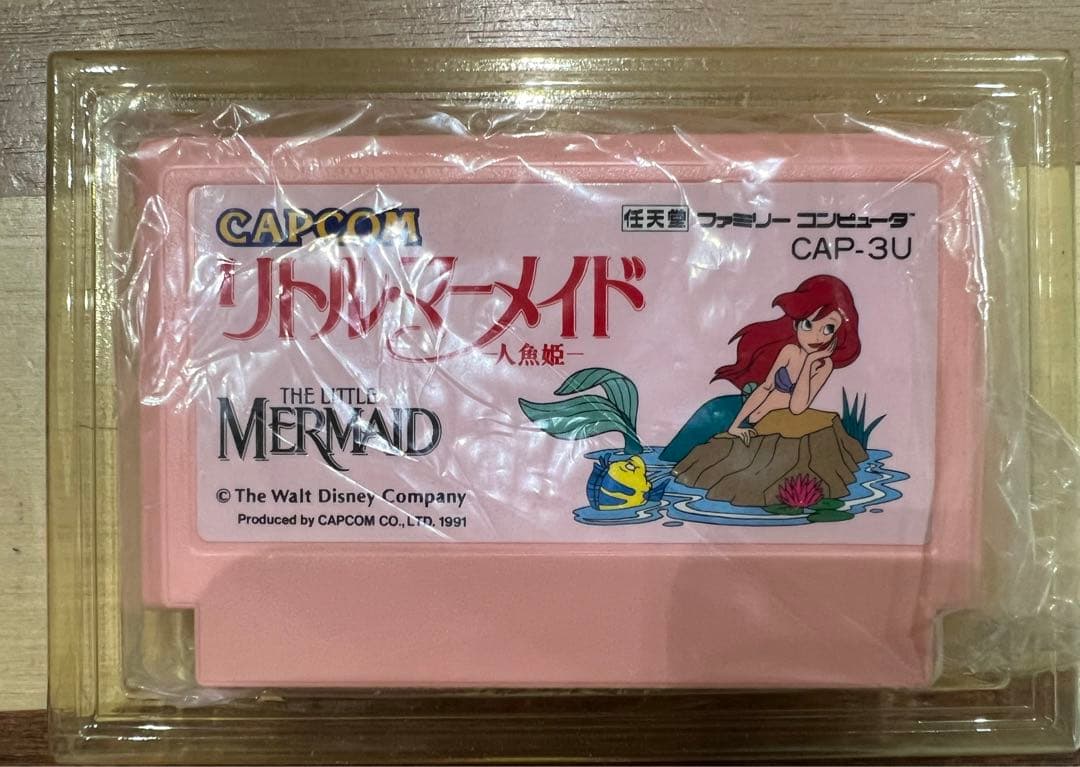 CAPCOM
任天堂 ファミリー コンピュータ™
CAP-3U
リトル・マーメイド
―人魚姫―
THE LITTLE
MERMAID
© The Walt Disney Company
Produced by CAPCOM CO., LTD. 1991